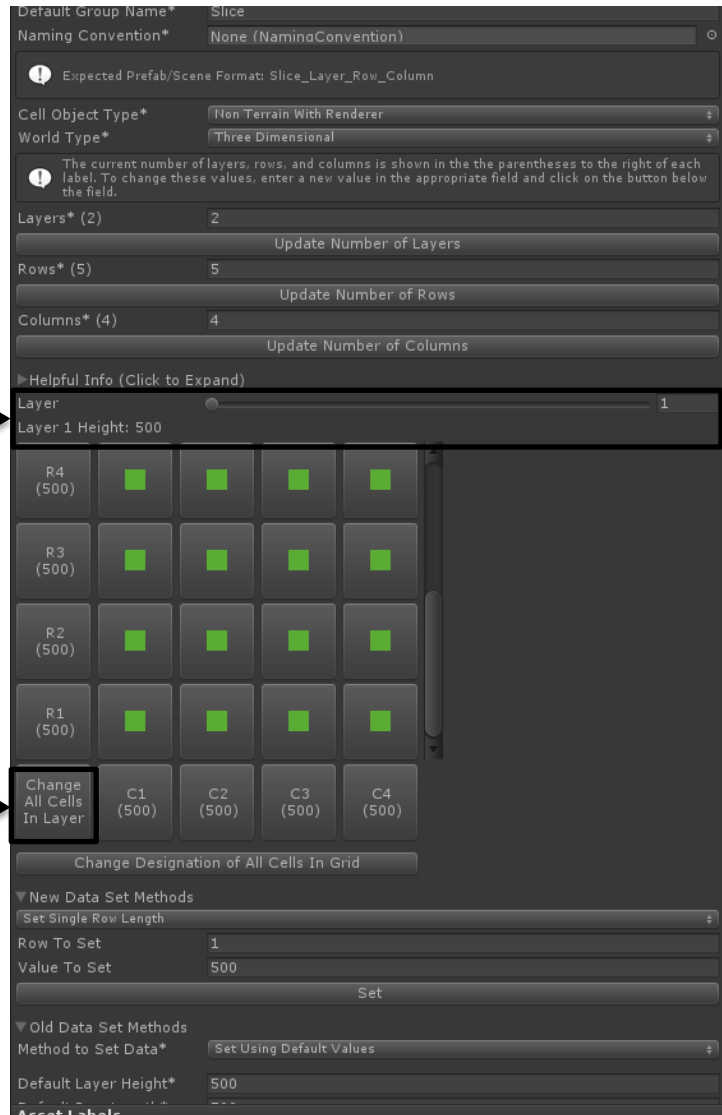 Default Group Name* Slice
Naming Convention* None (NamingConvention)
Expected Prefab/Scene Format: Slice_Layer_Row_Column
Cell Object Type* Non Terrain With Renderer
World Type* Three Dimensional
The current number of layers, rows, and columns is shown in the the parentheses to the right of each
label. To change these values, enter a new value in the appropriate field and click on the button below
the field.
Layers* (2) 2
Update Number of Layers
Rows* (5) 5
Update Number of Rows
Columns* (4) 4
Update Number of Columns
Helpful Info (Click to Expand)
Layer 1
Layer 1 Height: 500
R4
(500)
R3
(500)
R2
(500)
R1
(500)
Change
All Cells
In Layer
C1
(500)
C2
(500)
C3
(500)
C4
(500)
Change Designation of All Cells In Grid
New Data Set Methods
Set Single Row Length
Row To Set 1
Value To Set 500
Set
Old Data Set Methods
Method to Set Data* Set Using Default Values
Default Layer Height* 500
Asset Labels